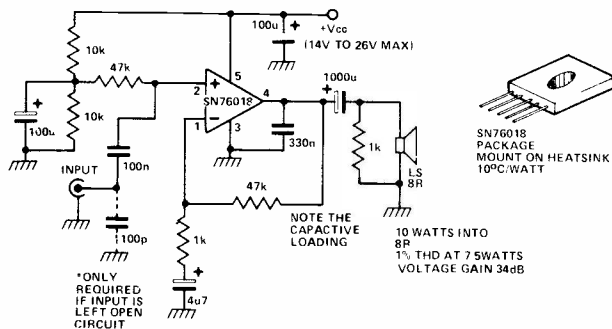 100u
+
+Vcc
(14V TO 26V MAX)
10k
47k
+
100u
10k
2
+
5
SN76018
4
1
−
3
1000u
+
330n
1k
LS
8R
INPUT
100n
100p
47k
1k
+
4u7
NOTE THE
CAPACTIVE
LOADING
*ONLY
REQUIRED
IF INPUT IS
LEFT OPEN
CIRCUIT
SN76018
PACKAGE
MOUNT ON HEATSINK
10°C/WATT
10 WATTS INTO
8R
1% THD AT 7 5WATTS
VOLTAGE GAIN 34dB